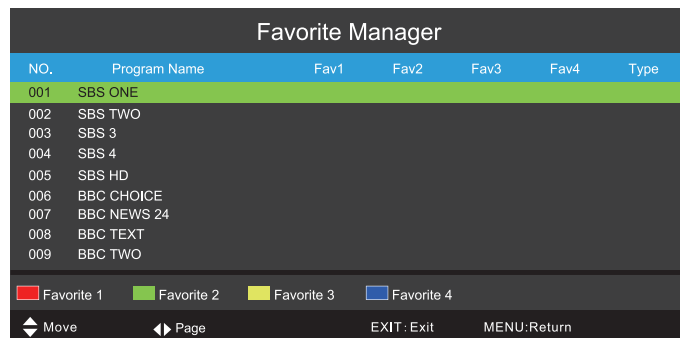 Favorite Manager
NO. Program Name Fav1 Fav2 Fav3 Fav4 Type
001 SBS ONE
002 SBS TWO
003 SBS 3
004 SBS 4
005 SBS HD
006 BBC CHOICE
007 BBC NEWS 24
008 BBC TEXT
009 BBC TWO
Favorite 1 Favorite 2 Favorite 3 Favorite 4
Move Page EXIT:Exit MENU:Return